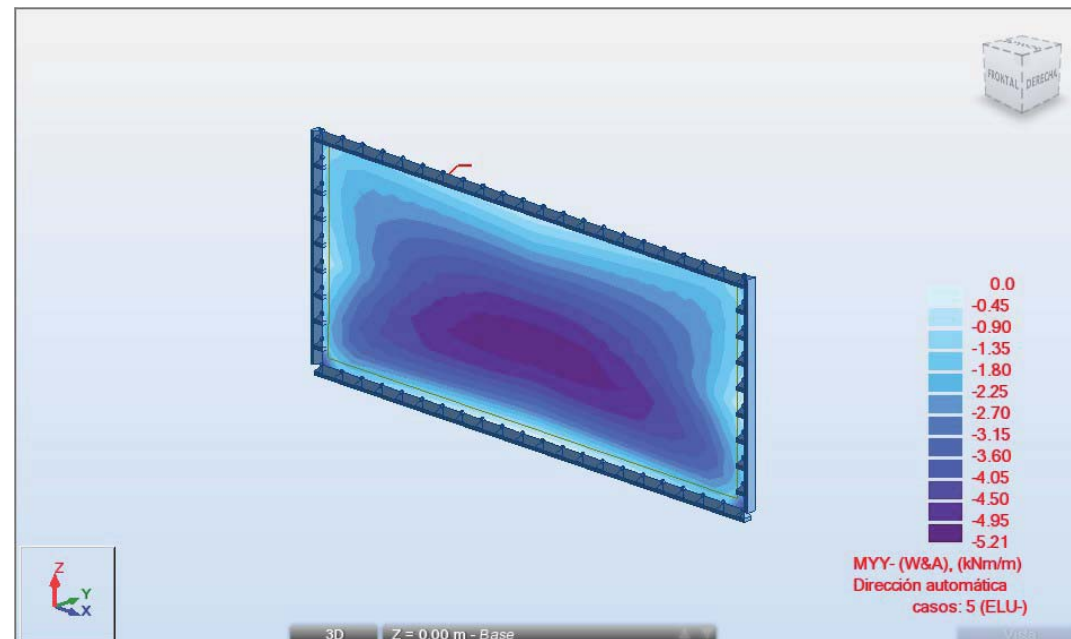 FRONTAL
DERECHA
0.0
-0.45
-0.90
-1.35
-1.80
-2.25
-2.70
-3.15
-3.60
-4.05
-4.50
-4.95
-5.21
MYY- (W&A), (kNm/m)
Dirección automática
casos: 5 (ELU-)
Z
Y
X
3D
Z = 0.00 m - Base